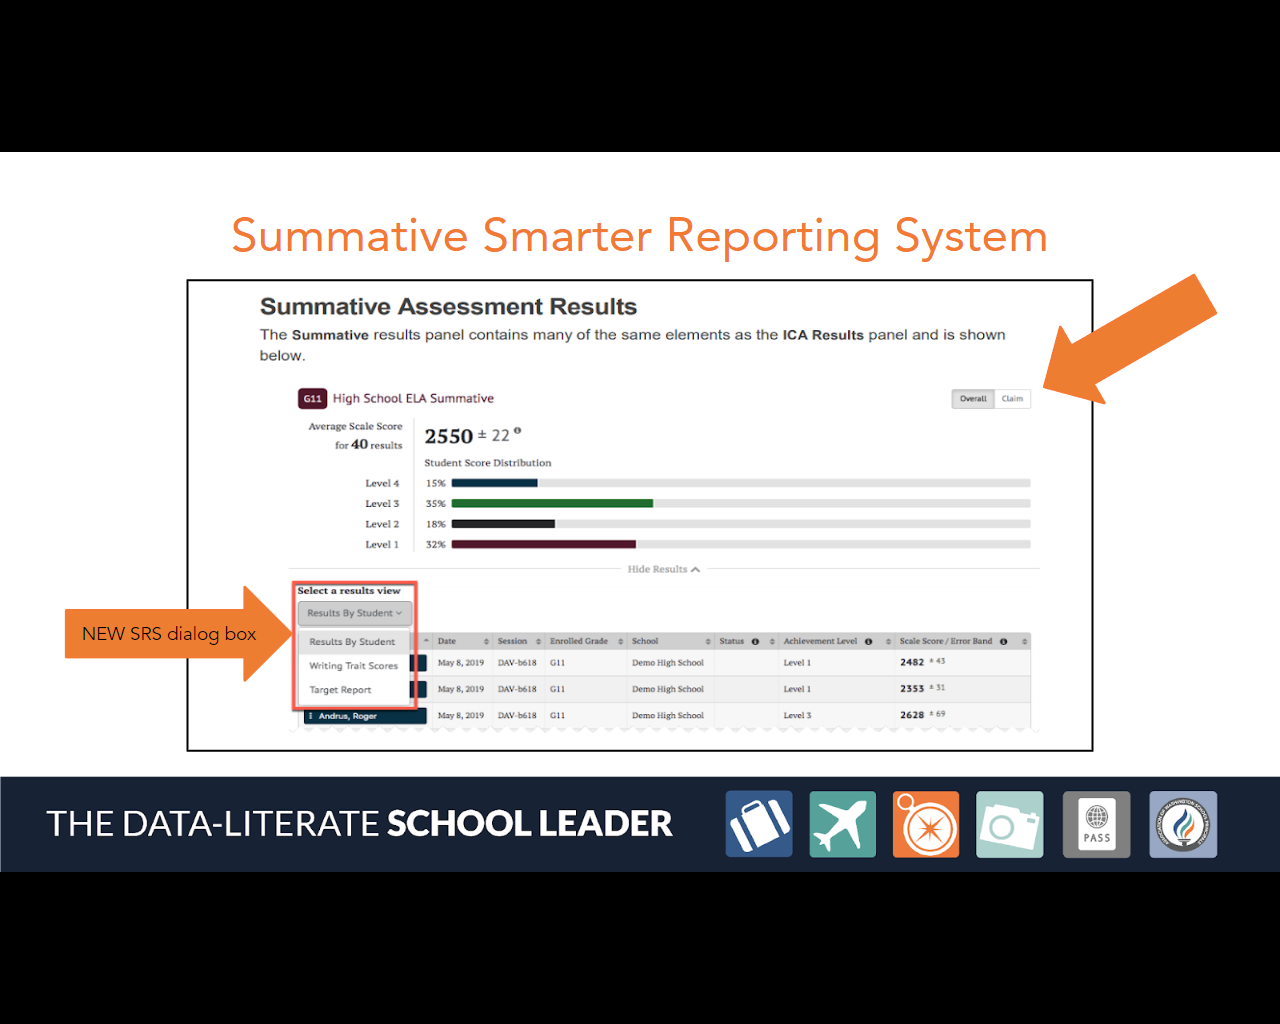 Summative Smarter Reporting System
Summative Assessment Results
The Summative results panel contains many of the same elements as the ICA Results panel and is shown
below.
G11 High School ELA Summative
Overall Claim
Average Scale Score
for 40 results
2550 ± 22
Student Score Distribution
Level 4 15%
Level 3 35%
Level 2 18%
Level 1 32%
Hide Results
Select a results view
Results By Student
NEW SRS dialog box
Results By Student
Writing Trait Scores
Target Report
Date Session Enrolled Grade School Status Achievement Level Scale Score / Error Band
May 8, 2019 DAV-b618 G11 Demo High School Level 1 2482 ± 43
May 8, 2019 DAV-b618 G11 Demo High School Level 1 2353 ± 31
Andrus, Roger May 8, 2019 DAV-b618 G11 Demo High School Level 3 2628 ± 69
THE DATA-LITERATE SCHOOL LEADER
PASS